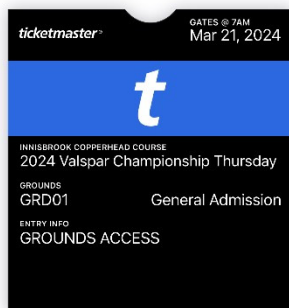 ticketmaster®
GATES @ 7AM
Mar 21, 2024
t
INNISBROOK COPPERHEAD COURSE
2024 Valspar Championship Thursday
GROUNDS
GRD01 General Admission
ENTRY INFO
GROUNDS ACCESS